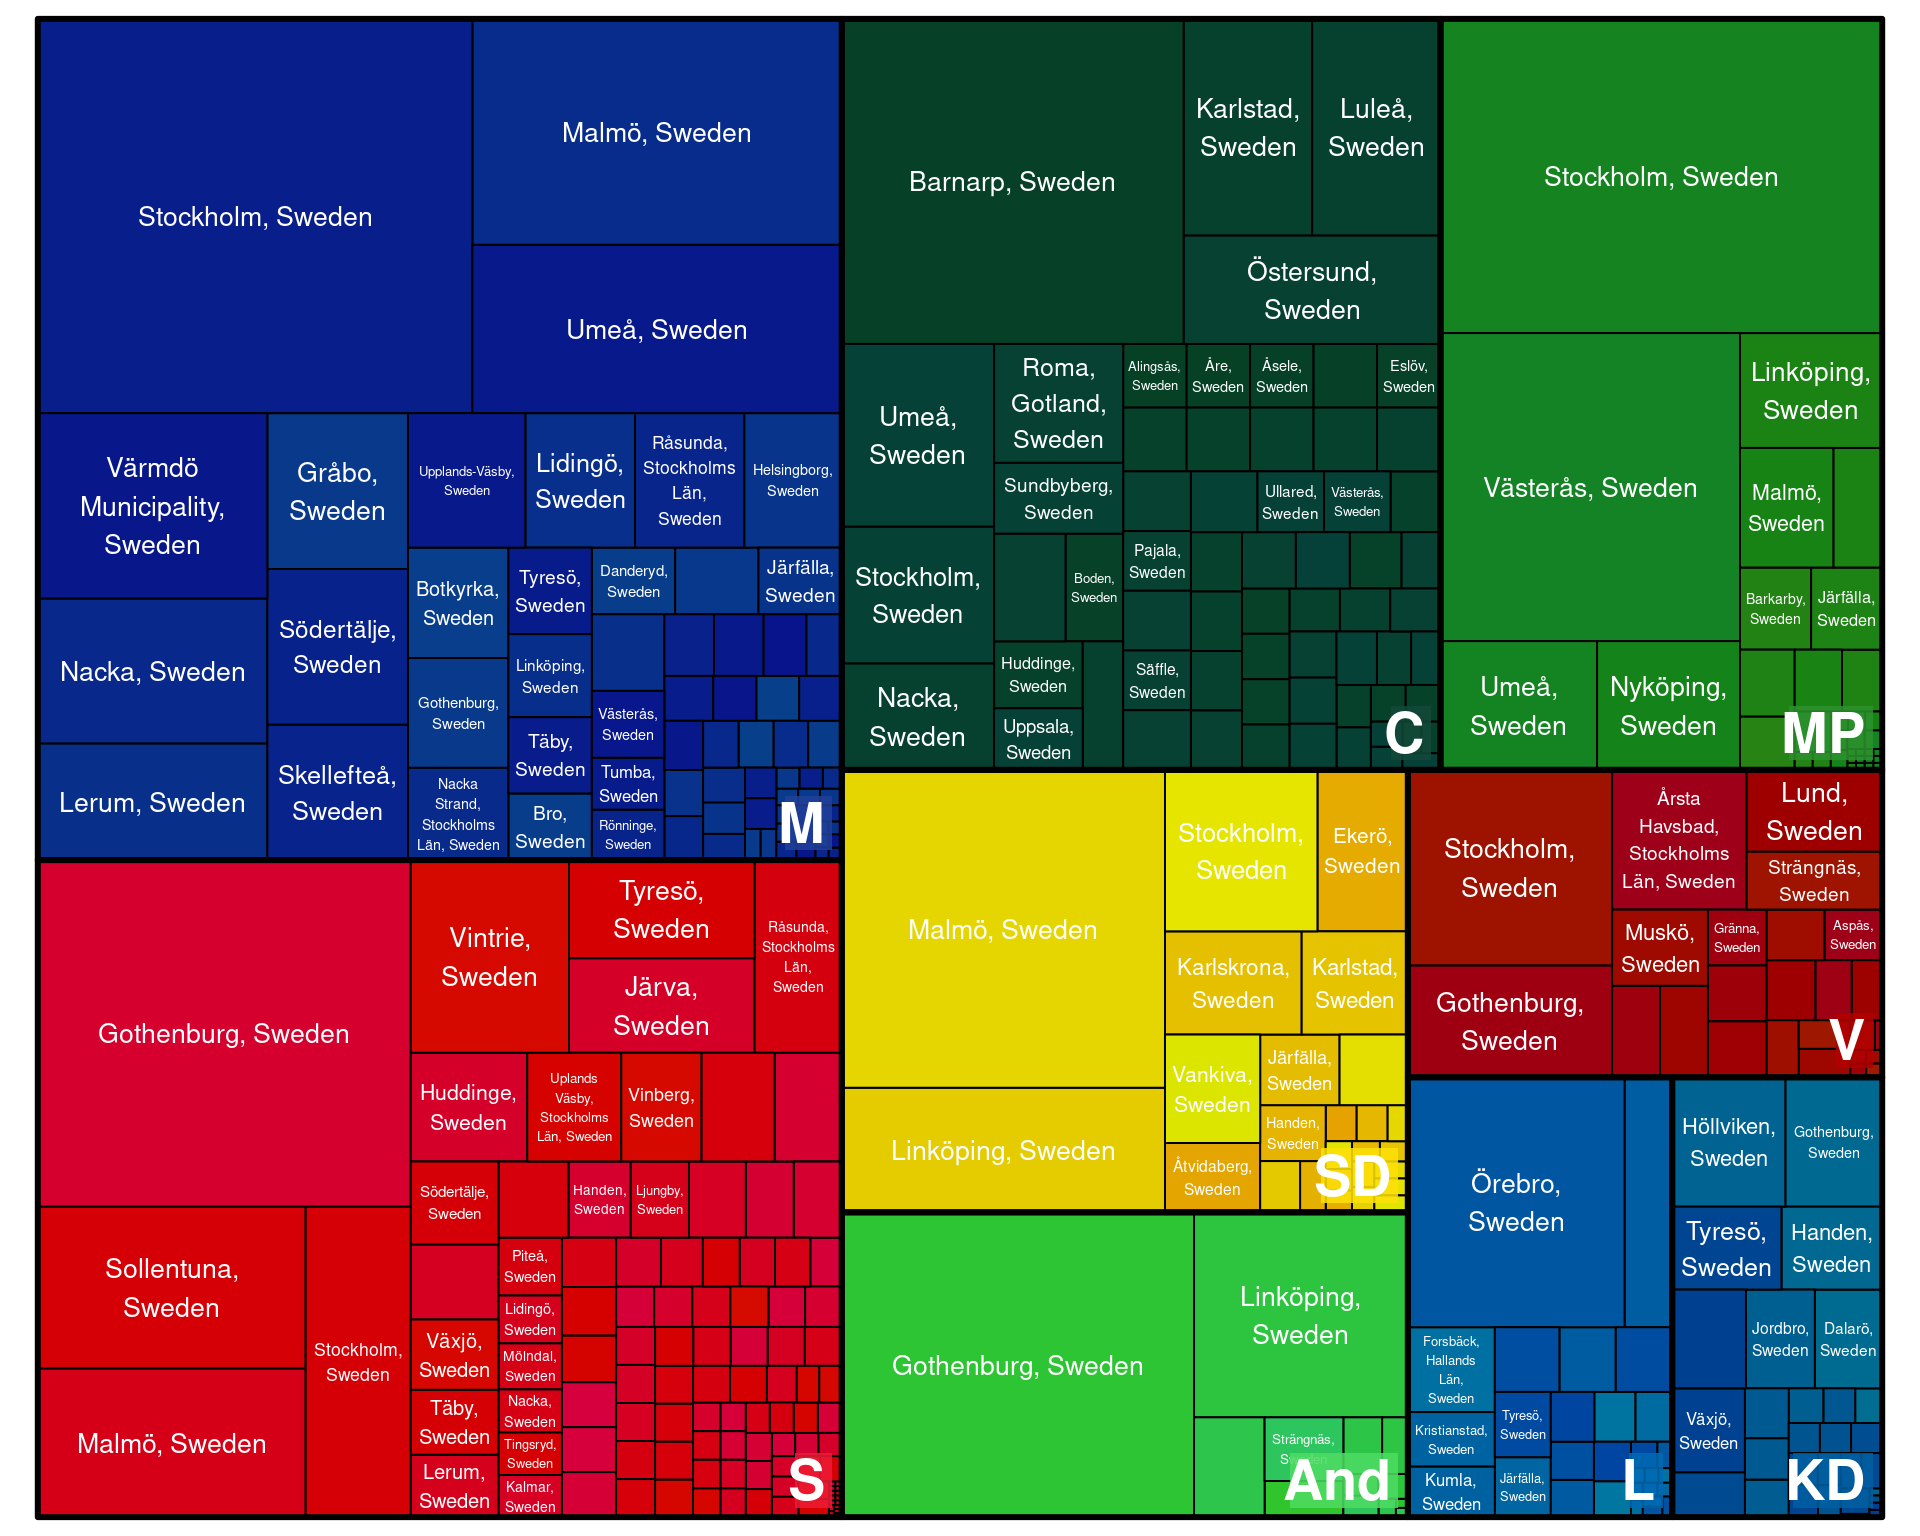 Stockholm, Sweden
Malmö, Sweden
Umeå, Sweden
Värmdö
Municipality,
Sweden
Gråbo,
Sweden
Upplands-Väsby,
Sweden
Lidingö,
Sweden
Råsunda,
Stockholms
Län,
Sweden
Helsingborg,
Sweden
Nacka, Sweden
Lerum, Sweden
Södertälje,
Sweden
Skellefteå,
Sweden
Botkyrka,
Sweden
Gothenburg,
Sweden
Nacka
Strand,
Stockholms
Län, Sweden
Tyresö,
Sweden
Linköping,
Sweden
Täby,
Sweden
Bro,
Sweden
Danderyd,
Sweden
Järfälla,
Sweden
Västerås,
Sweden
Tumba,
Sweden
Rönninge,
Sweden
M
Barnarp, Sweden
Karlstad,
Sweden
Luleå,
Sweden
Östersund,
Sweden
Umeå,
Sweden
Stockholm,
Sweden
Nacka,
Sweden
Roma,
Gotland,
Sweden
Sundbyberg,
Sweden
Boden,
Sweden
Huddinge,
Sweden
Uppsala,
Sweden
Alingsås,
Sweden
Åre,
Sweden
Åsele,
Sweden
Eslöv,
Sweden
Ullared,
Sweden
Västerås,
Sweden
Pajala,
Sweden
Säffle,
Sweden
C
Stockholm, Sweden
Västerås, Sweden
Linköping,
Sweden
Malmö,
Sweden
Barkarby,
Sweden
Järfälla,
Sweden
Umeå,
Sweden
Nyköping,
Sweden
MP
Gothenburg, Sweden
Sollentuna,
Sweden
Malmö, Sweden
Stockholm,
Sweden
Vintrie,
Sweden
Tyresö,
Sweden
Järva,
Sweden
Råsunda,
Stockholms
Län,
Sweden
Huddinge,
Sweden
Uplands
Väsby,
Stockholms
Län, Sweden
Vinberg,
Sweden
Södertälje,
Sweden
Växjö,
Sweden
Täby,
Sweden
Lerum,
Sweden
Handen,
Sweden
Ljungby,
Sweden
Piteå,
Sweden
Lidingö,
Sweden
Mölndal,
Sweden
Nacka,
Sweden
Tingsryd,
Sweden
Kalmar,
Sweden
S
Malmö, Sweden
Linköping, Sweden
Stockholm,
Sweden
Ekerö,
Sweden
Karlskrona,
Sweden
Karlstad,
Sweden
Vankiva,
Sweden
Järfälla,
Sweden
Handen,
Sweden
Åtvidaberg,
Sweden
SD
Gothenburg, Sweden
Linköping,
Sweden
Strängnäs,
And
Stockholm,
Sweden
Gothenburg,
Sweden
Årsta
Havsbad,
Stockholms
Län, Sweden
Lund,
Sweden
Strängnäs,
Sweden
Muskö,
Sweden
Gränna,
Sweden
Aspås,
Sweden
V
Örebro,
Sweden
Forsbäck,
Hallands
Län,
Sweden
Kristianstad,
Sweden
Kumla,
Sweden
Tyresö,
Sweden
Järfälla,
Sweden
L
Höllviken,
Sweden
Gothenburg,
Sweden
Tyresö,
Sweden
Handen,
Sweden
Jordbro,
Sweden
Dalarö,
Sweden
Växjö,
Sweden
KD